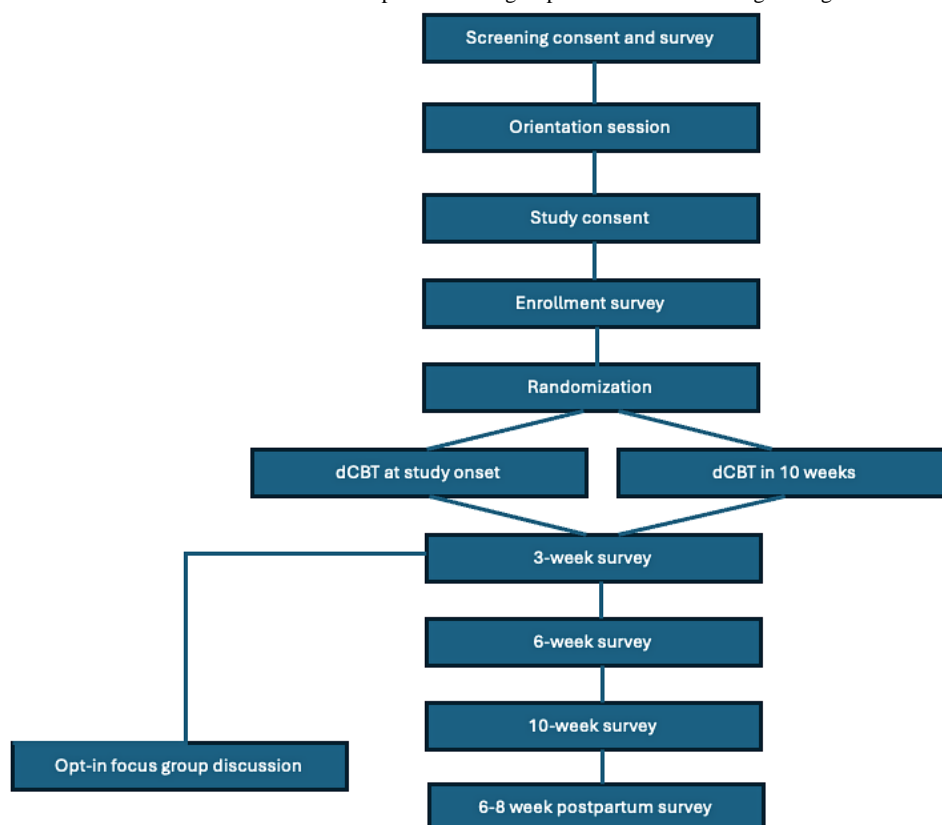 Screening consent and survey
Orientation session
Study consent
Enrollment survey
Randomization
dCBT at study onset
dCBT in 10 weeks
3-week survey
6-week survey
10-week survey
Opt-in focus group discussion
6-8 week postpartum survey